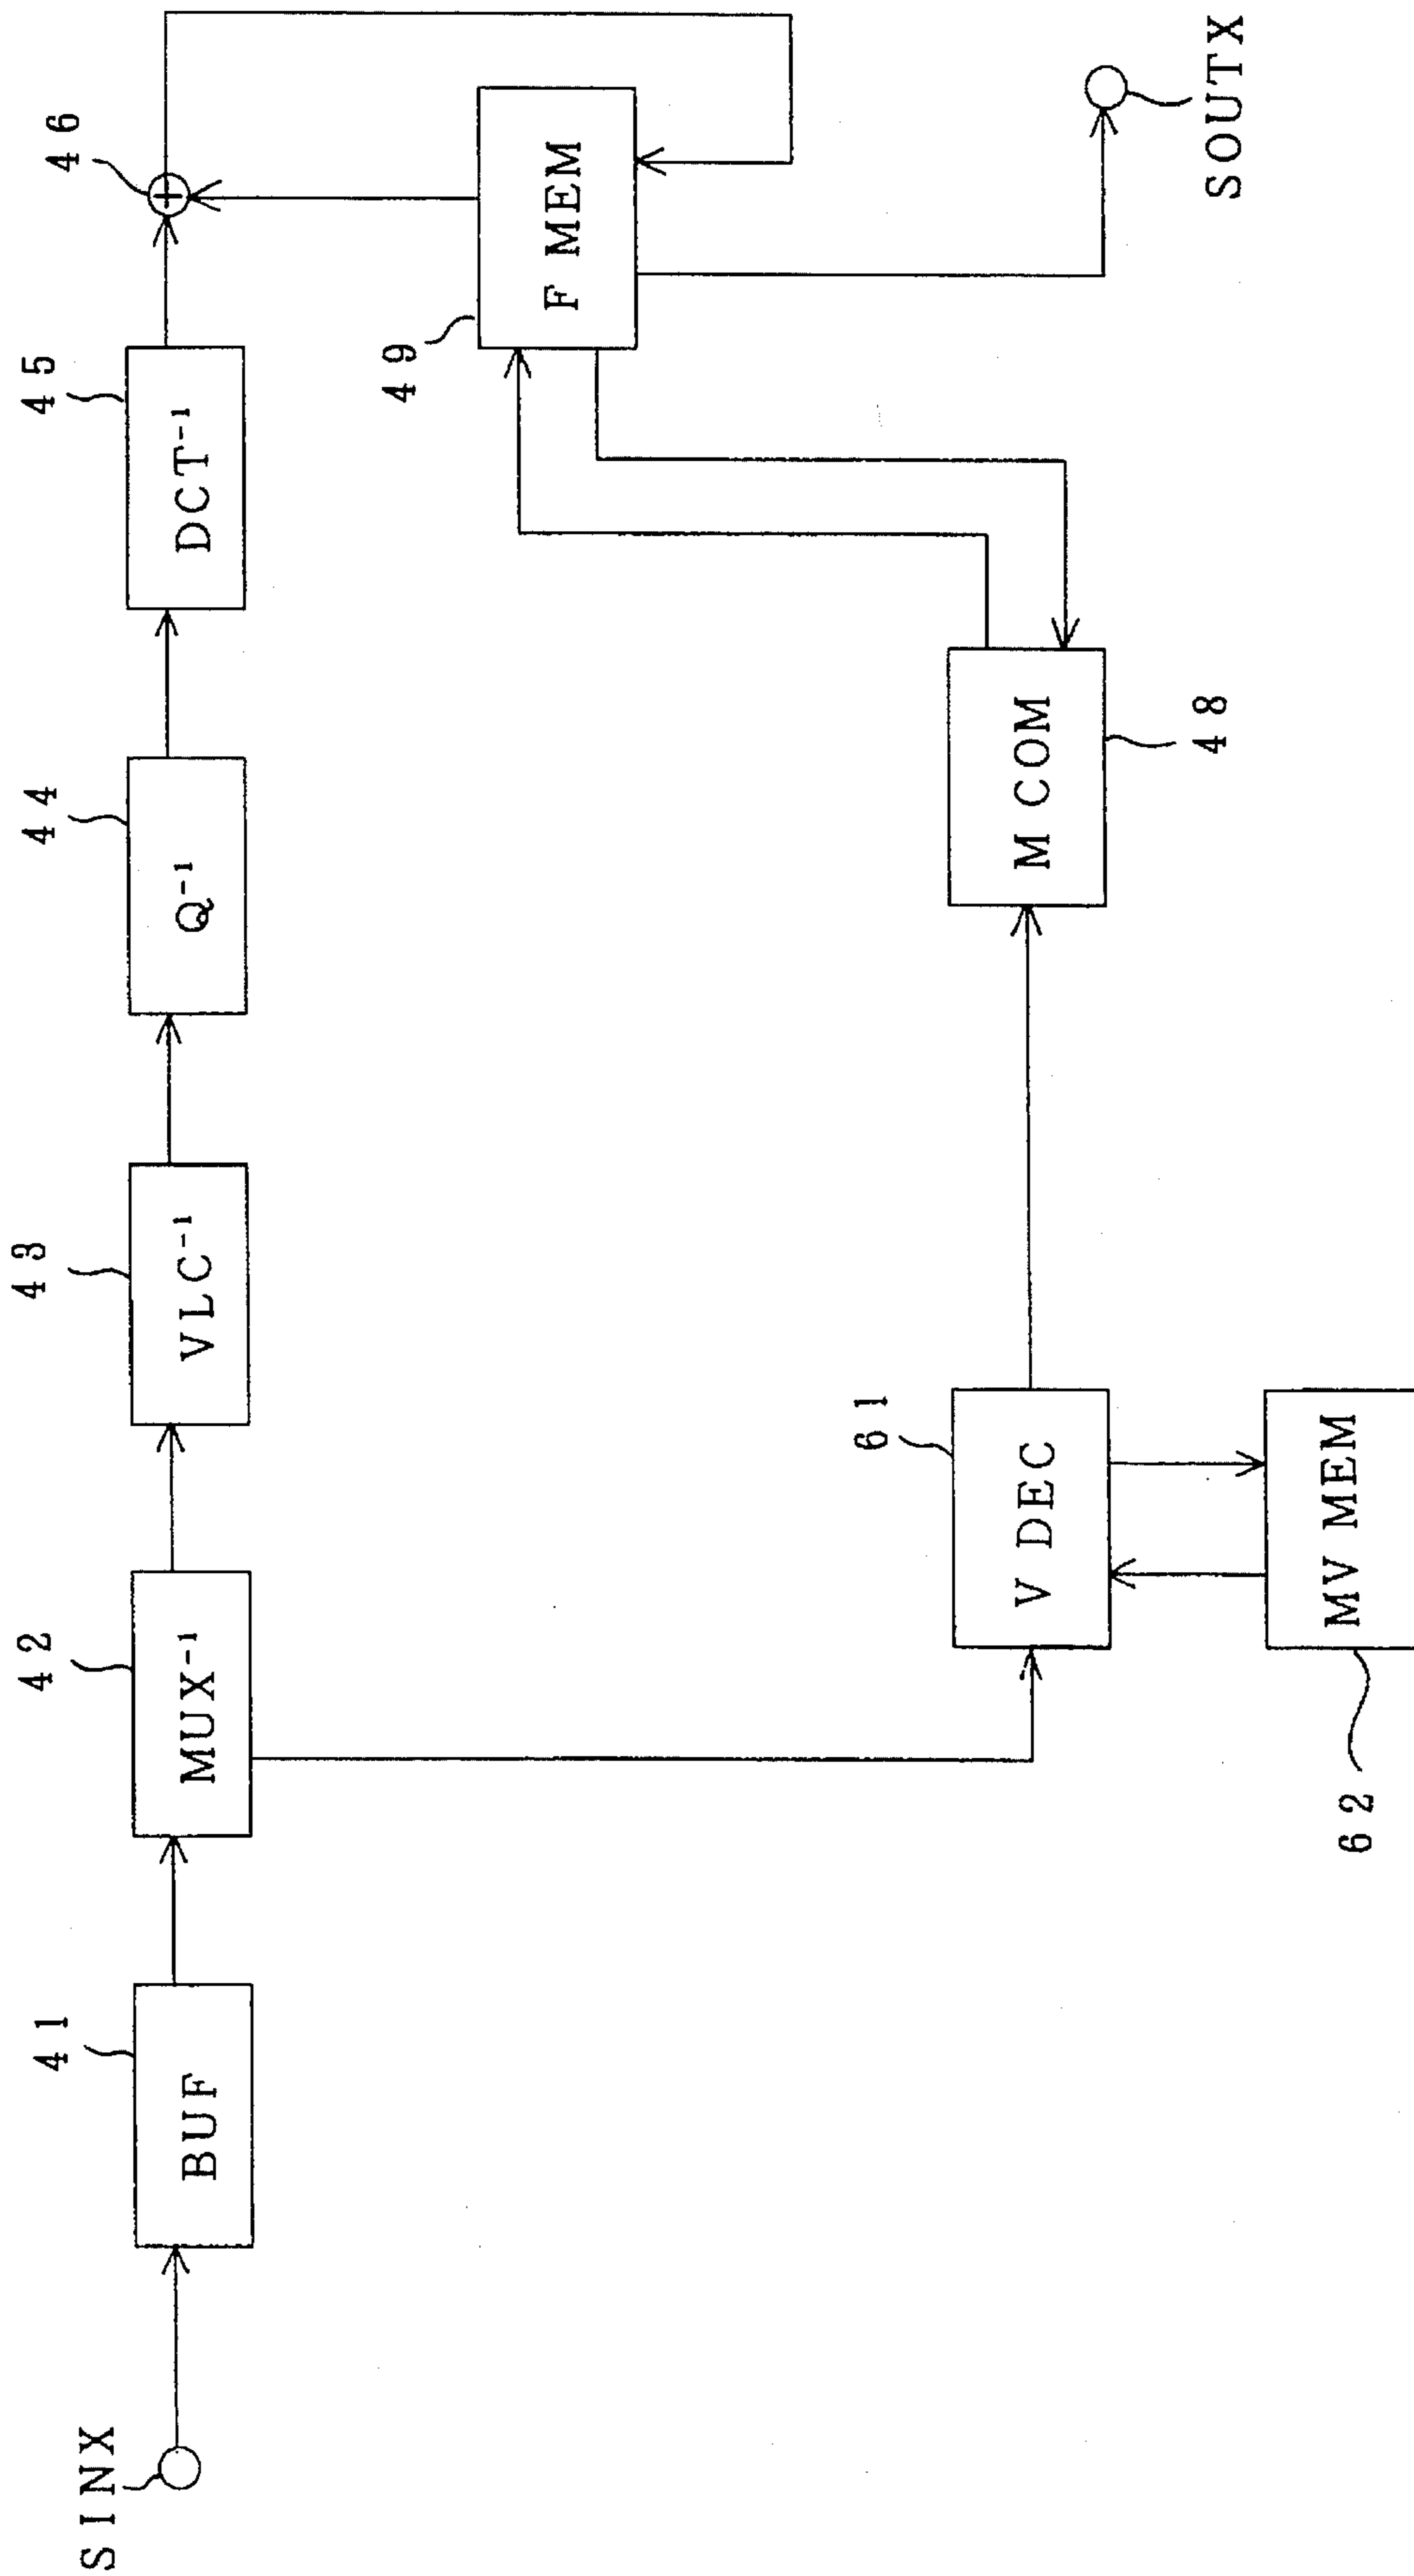 SINX
41
BUF
42
MUX⁻¹
43
VLC⁻¹
44
Q⁻¹
45
DCT⁻¹
46
49
F MEM
61
V DEC
M COM
48
MV MEM
62
SOUTX